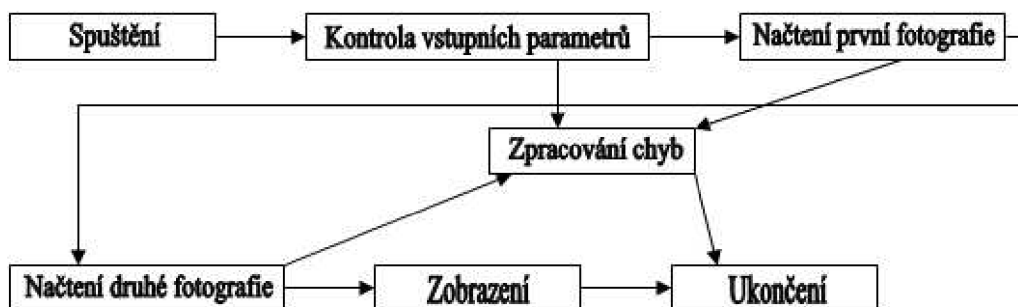 Spuštění
Kontrola vstupních parametrů
Načtení první fotografie
Zpracování chyb
Načtení druhé fotografie
Zobrazení
Ukončení